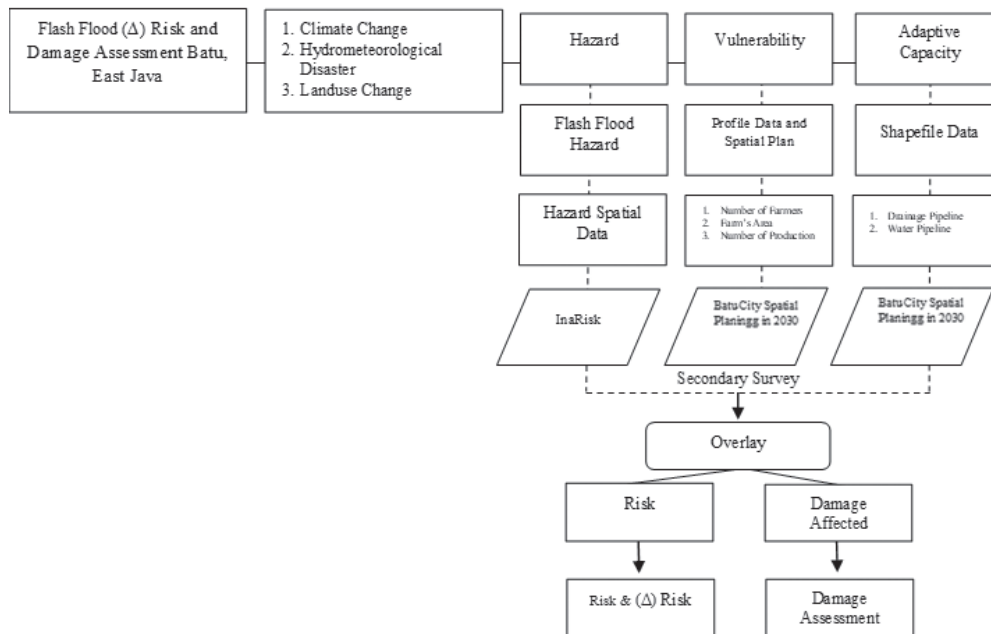 Flash Flood (Δ) Risk and
Damage Assessment Batu,
East Java
1. Climate Change
2. Hydrometeorological
Disaster
3. Landuse Change
Hazard
Vulnerability
Adaptive
Capacity
Flash Flood
Hazard
Profile Data and
Spatial Plan
Shapefile Data
Hazard Spatial
Data
1. Number of Farmers
2. Farm's Area
3. Number of Production
1. Drainage Pipeline
2. Water Pipeline
InaRisk
BatuCity Spatial
Planingg in 2030
BatuCity Spatial
Planingg in 2030
Secondary Survey
Overlay
Risk
Damage
Affected
Risk & (Δ) Risk
Damage
Assessment